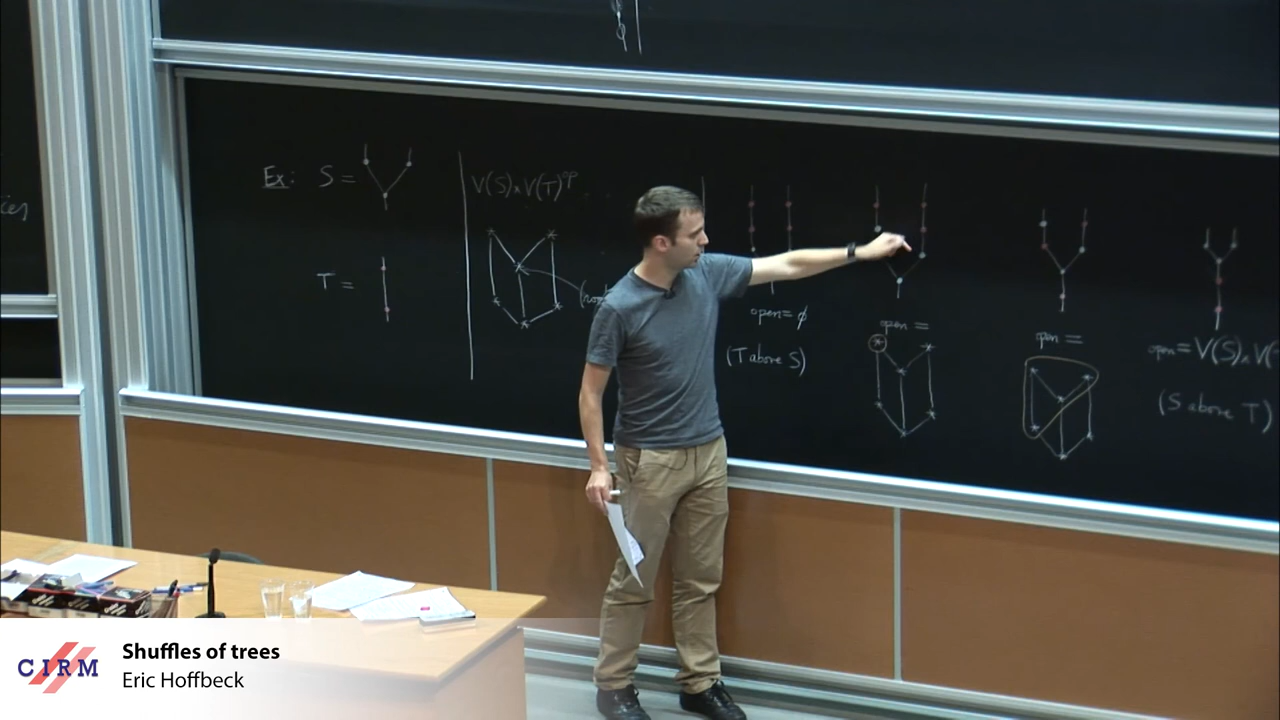 Ex: S =
T =
V(S)×V(T)^op
open = ∅
(T above S)
open =
open =
open = V(S)×V(
(S above T)
CIRM
Shuffles of trees
Eric Hoffbeck